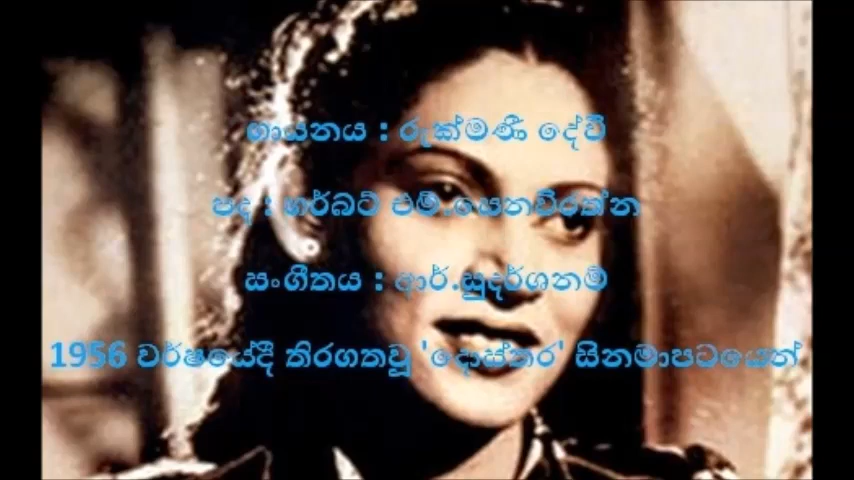 ගායනය : රුක්මණී දේවී
පද : හර්බට් එම්.සෙනවිරත්න
සංගීතය : ආර්.සුදර්ශනම්
1956 වර්ෂයේදී තිරගතවූ 'දොස්තර' සිනමාපටයෙන්